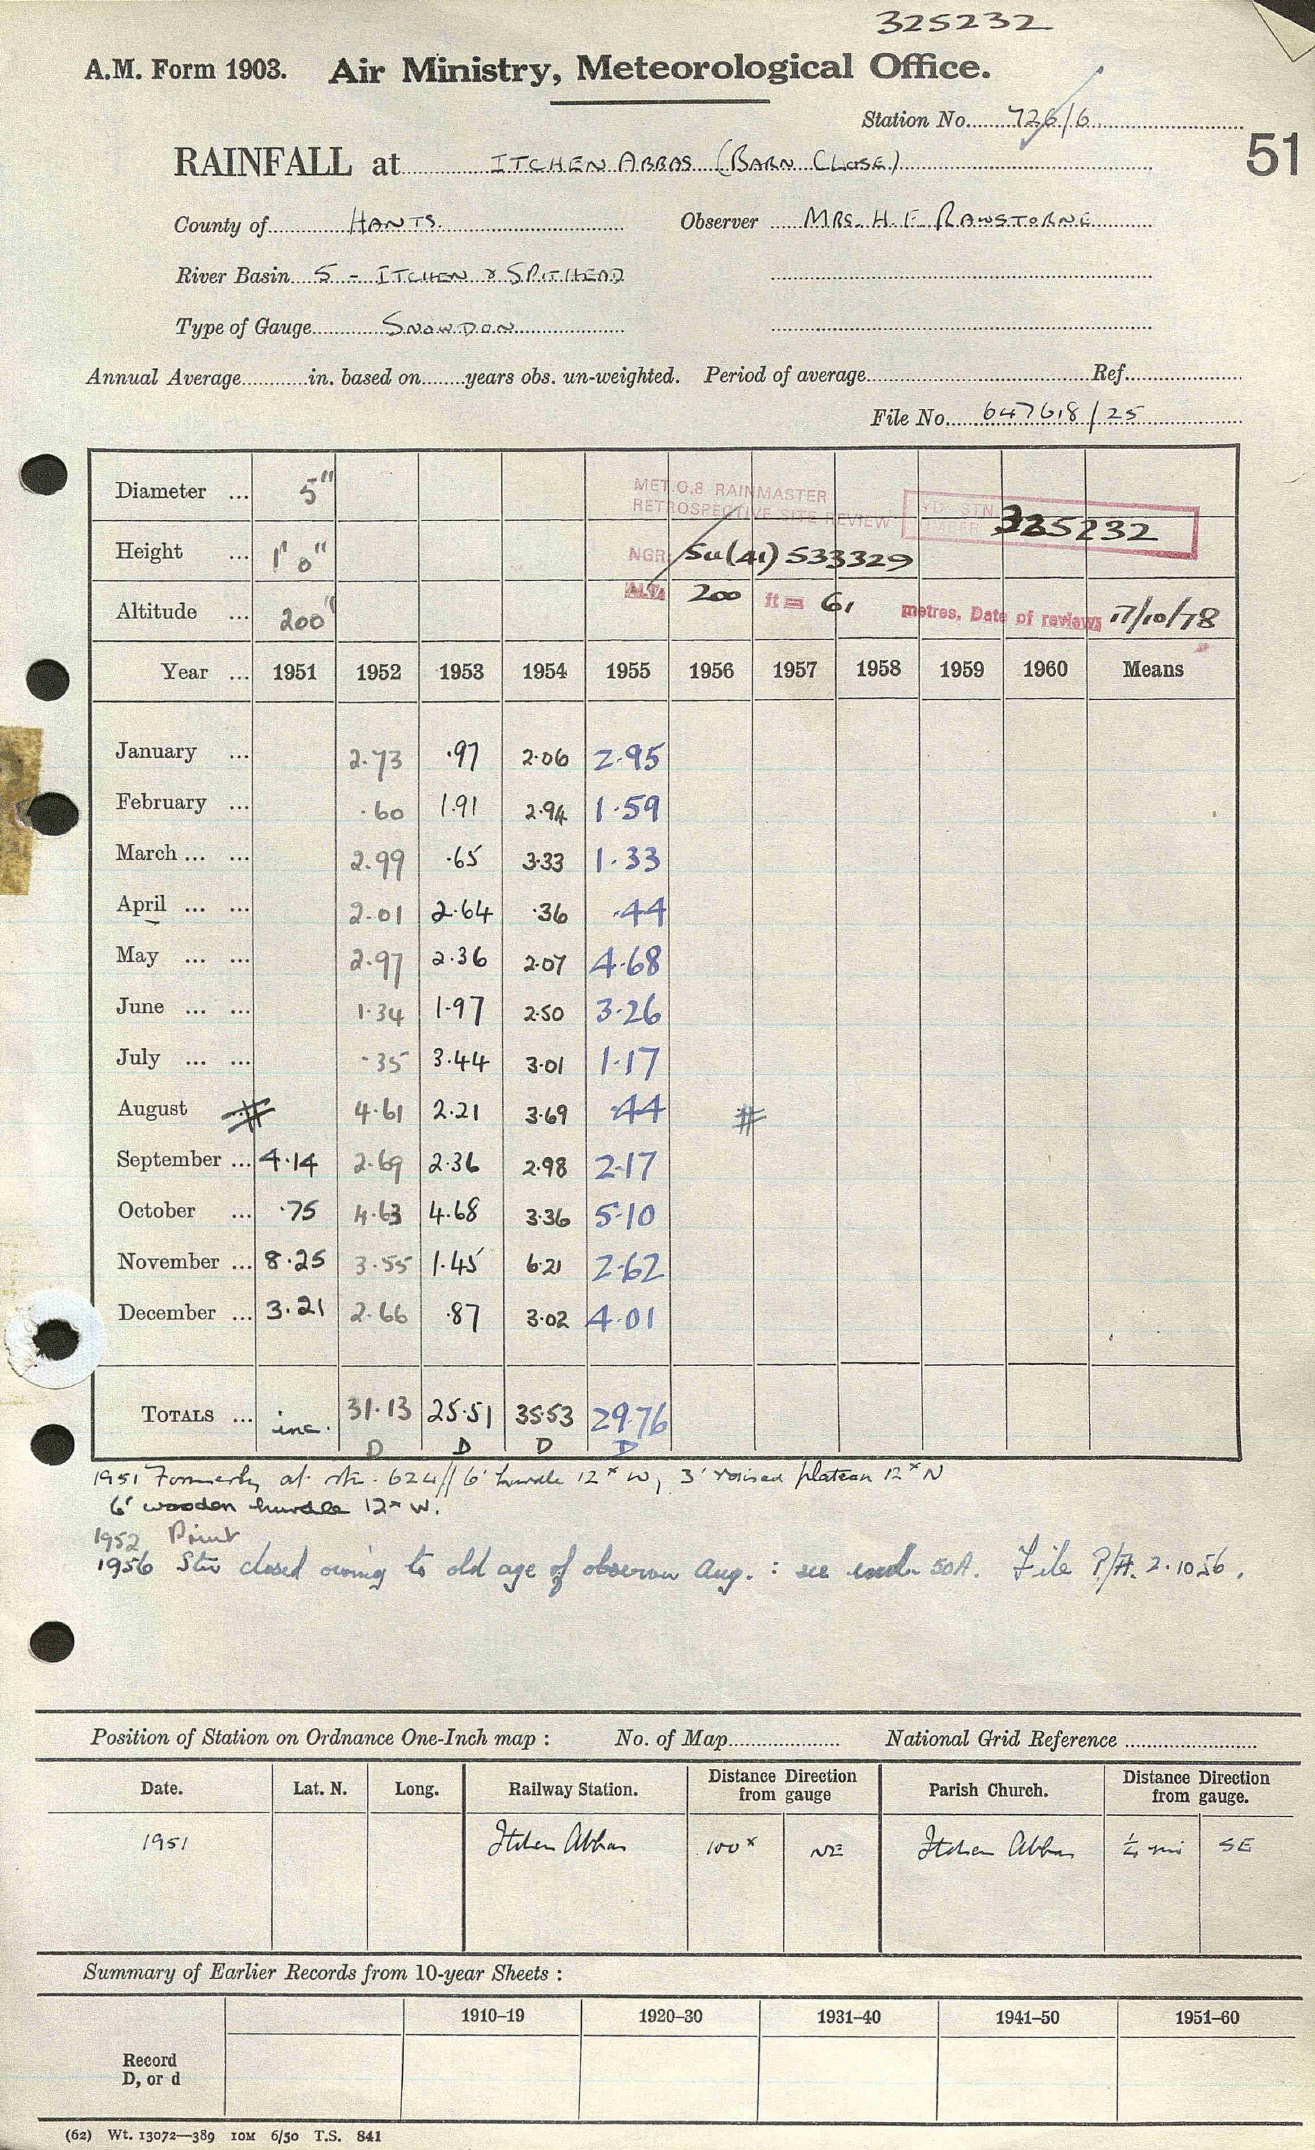 325232
A.M. Form 1903. Air Ministry, Meteorological Office.
Station No. 726/6
51
RAINFALL at ITCHEN ABBAS (BARN CLOSE)
County of HANTS. Observer MRS. H. F. RAWSTORNE
River Basin 5 - ITCHEN & SPITHEAD
Type of Gauge SNOWDON
Annual Average in. based on years obs. un-weighted. Period of average Ref.
File No. 647618/25
MET.O.8 RAINMASTER
RETROSPECTIVE SITE REVIEW
Diameter ... 5"
STN 325232
Height ... 1' 0"
NGR SU(41) 533329
Altitude ... 200"
ALT. 200 ft = 61 metres. Date of review 17/10/78
Year ... 1951 1952 1953 1954 1955 1956 1957 1958 1959 1960 Means
January ... 2.73 .97 2.06 2.95
February ... .60 1.91 2.94 1.59
March ... ... 2.99 .65 3.33 1.33
April ... ... 2.01 2.64 .36 .44
May ... ... 2.97 2.36 2.07 4.68
June ... ... 1.34 1.97 2.50 3.26
July ... ... .35 3.44 3.01 1.17
August # 4.61 2.21 3.69 .44 #
September ... 4.14 2.69 2.36 2.98 2.17
October ... .75 4.63 4.68 3.36 5.10
November ... 8.25 3.55 1.45 6.21 2.62
December ... 3.21 2.66 .87 3.02 4.01
TOTALS ... inc. 31.13 25.51 35.53 29.76
D D D D
1951 Formerly at stn. 624// 6' hurdle 12ˣ W, 3' raised plateau 12ˣ N
6' wooden hurdle 12ˣ W.
1952
1956 Stn closed owing to old age of observer Aug. : see 50A. File P/H. 2.10.56.
Position of Station on Ordnance One-Inch map : No. of Map National Grid Reference
Date. Lat. N. Long. Railway Station. Distance Direction from gauge Parish Church. Distance Direction from gauge.
1951 Itchen Abbas 100ˣ NE Itchen Abbas ¼ mi SE
Summary of Earlier Records from 10-year Sheets :
1910–19 1920–30 1931–40 1941–50 1951–60
Record
D, or d
(62) Wt. 13072—389 10M 6/50 T.S. 841